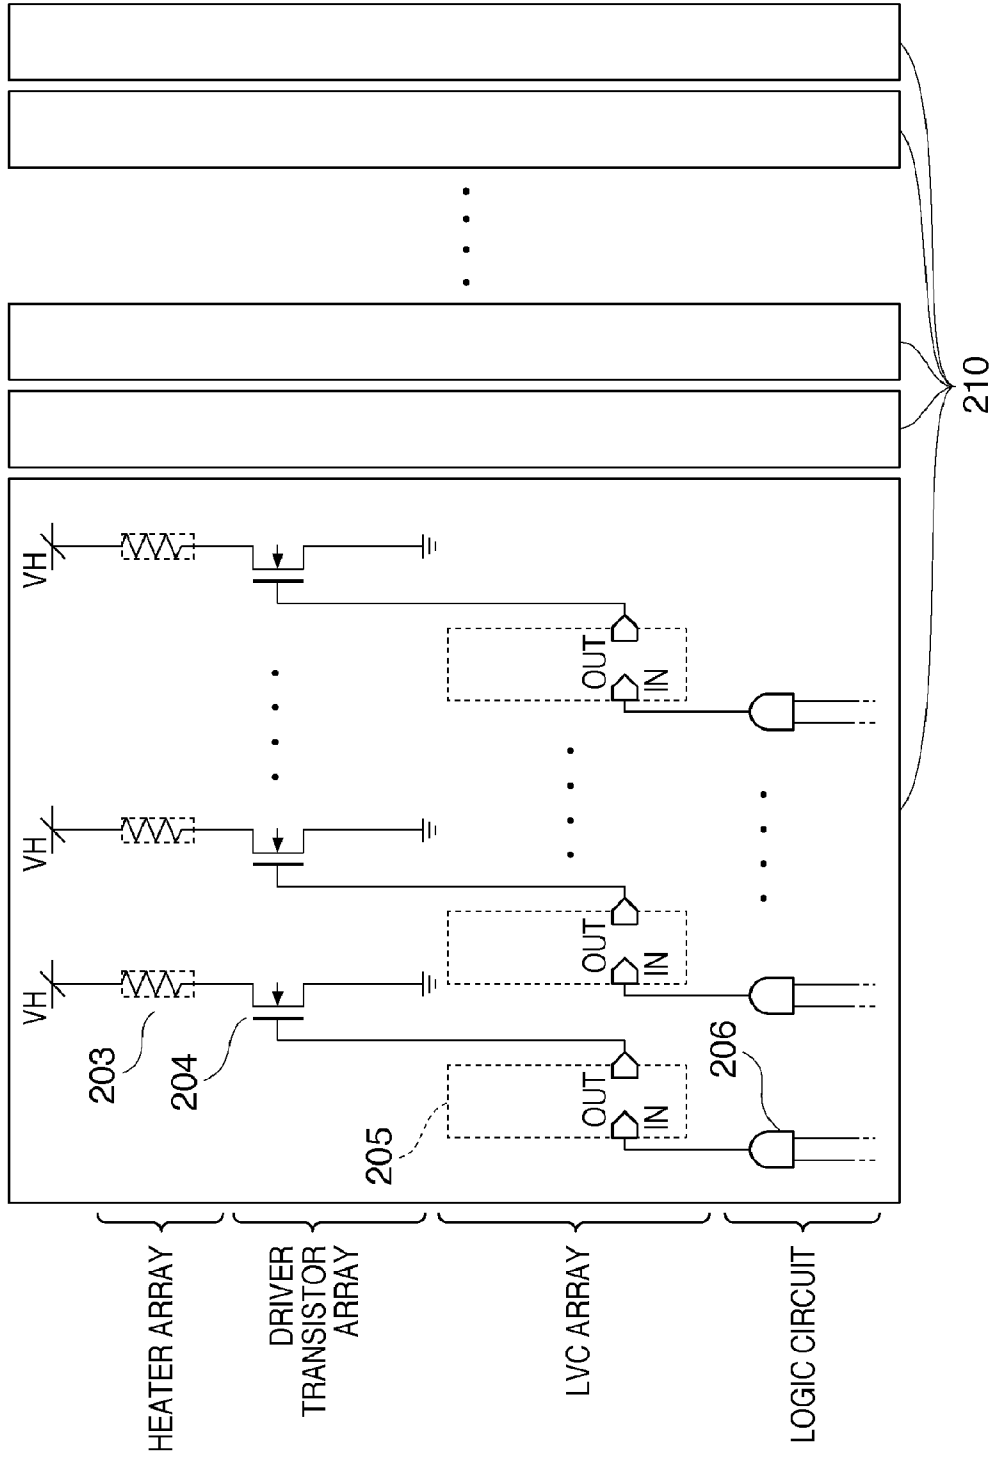 HEATER ARRAY
DRIVER
TRANSISTOR
ARRAY
LVC ARRAY
LOGIC CIRCUIT
VH
VH
VH
203
204
205
OUT
IN
OUT
IN
OUT
IN
206
210